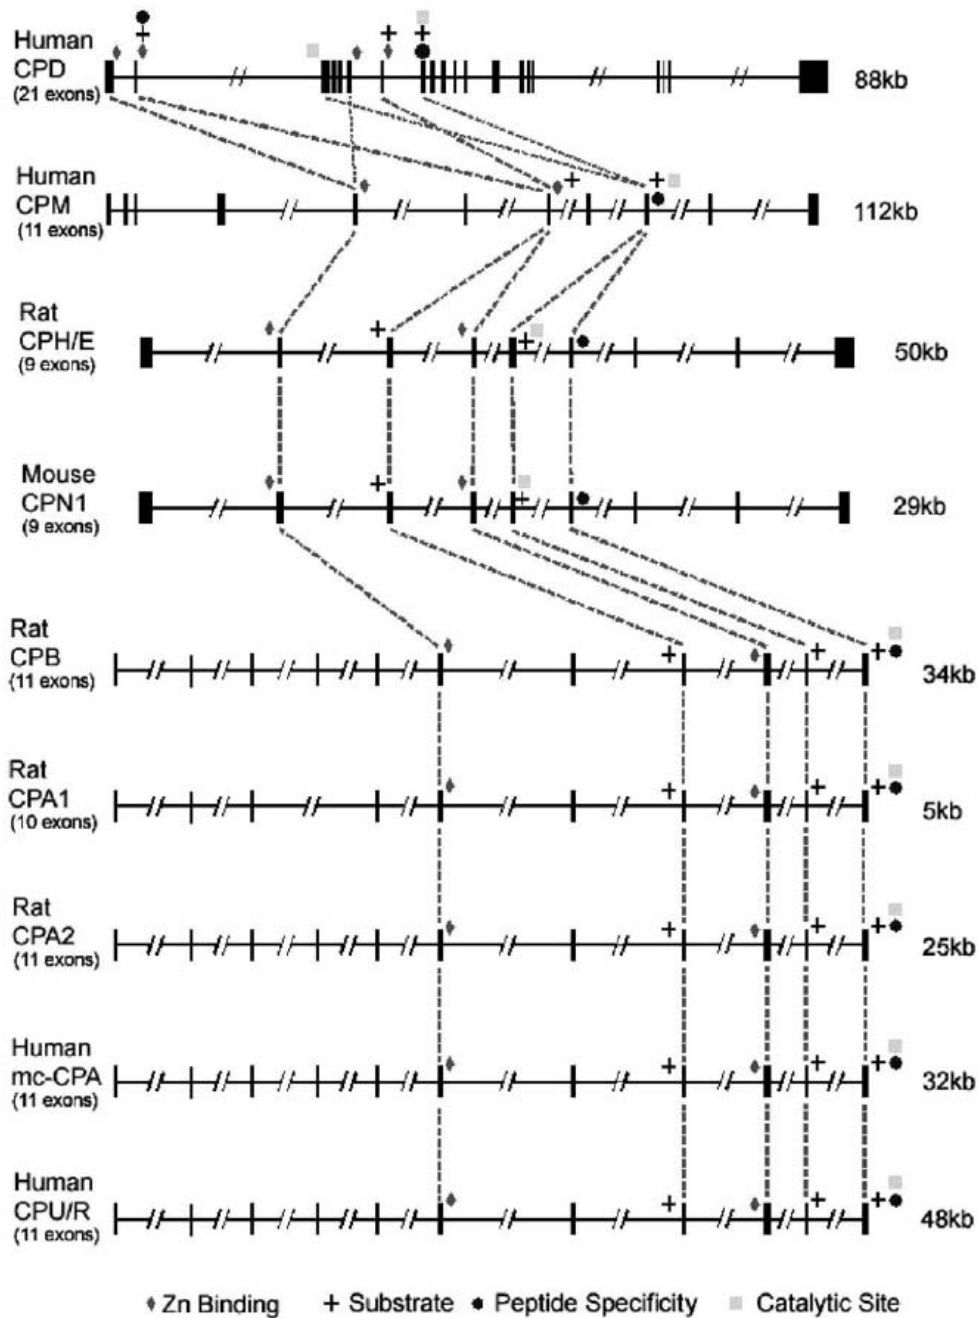 Human
CPD
(21 exons)
88kb
Human
CPM
(11 exons)
112kb
Rat
CPH/E
(9 exons)
50kb
Mouse
CPN1
(9 exons)
29kb
Rat
CPB
(11 exons)
34kb
Rat
CPA1
(10 exons)
5kb
Rat
CPA2
(11 exons)
25kb
Human
mc-CPA
(11 exons)
32kb
Human
CPU/R
(11 exons)
48kb
Zn Binding + Substrate Peptide Specificity Catalytic Site